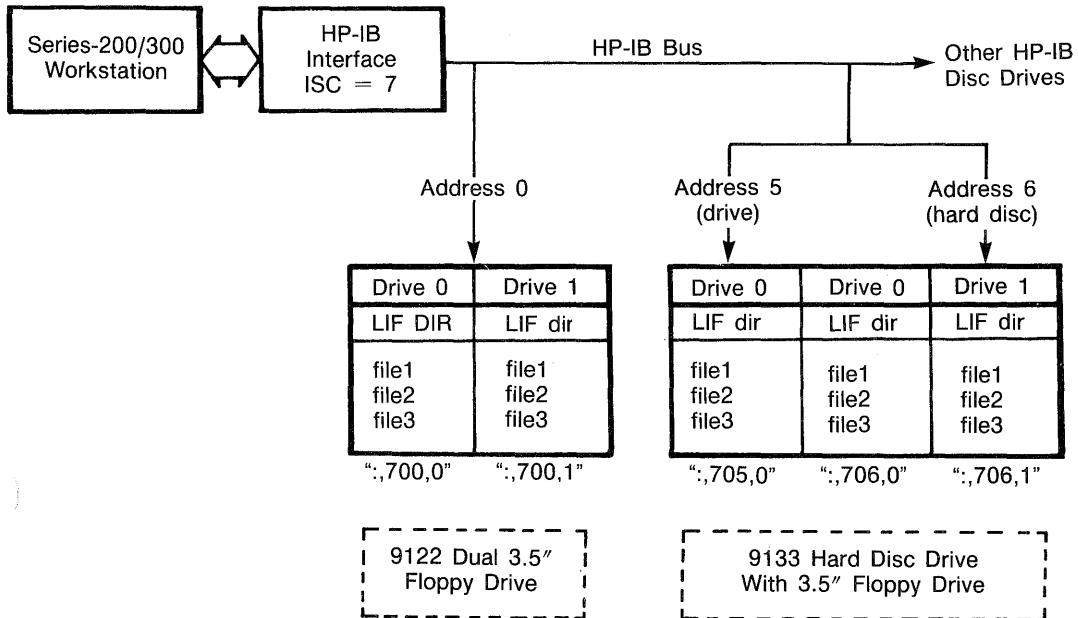 Series-200/300
Workstation
HP-IB
Interface
ISC = 7
HP-IB Bus
Other HP-IB
Disc Drives
Address 0
Address 5
(drive)
Address 6
(hard disc)
Drive 0
Drive 1
LIF DIR
LIF dir
file1
file2
file3
file1
file2
file3
":,700,0"
":,700,1"
Drive 0
Drive 0
Drive 1
LIF dir
LIF dir
LIF dir
file1
file2
file3
file1
file2
file3
file1
file2
file3
":,705,0"
":,706,0"
":,706,1"
9122 Dual 3.5″
Floppy Drive
9133 Hard Disc Drive
With 3.5″ Floppy Drive